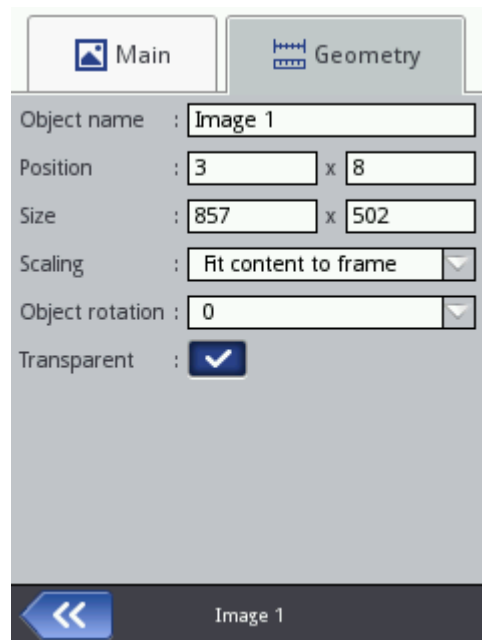 Main Geometry
Object name : Image 1
Position : 3 x 8
Size : 857 x 502
Scaling : Fit content to frame
Object rotation : 0
Transparent :
Image 1